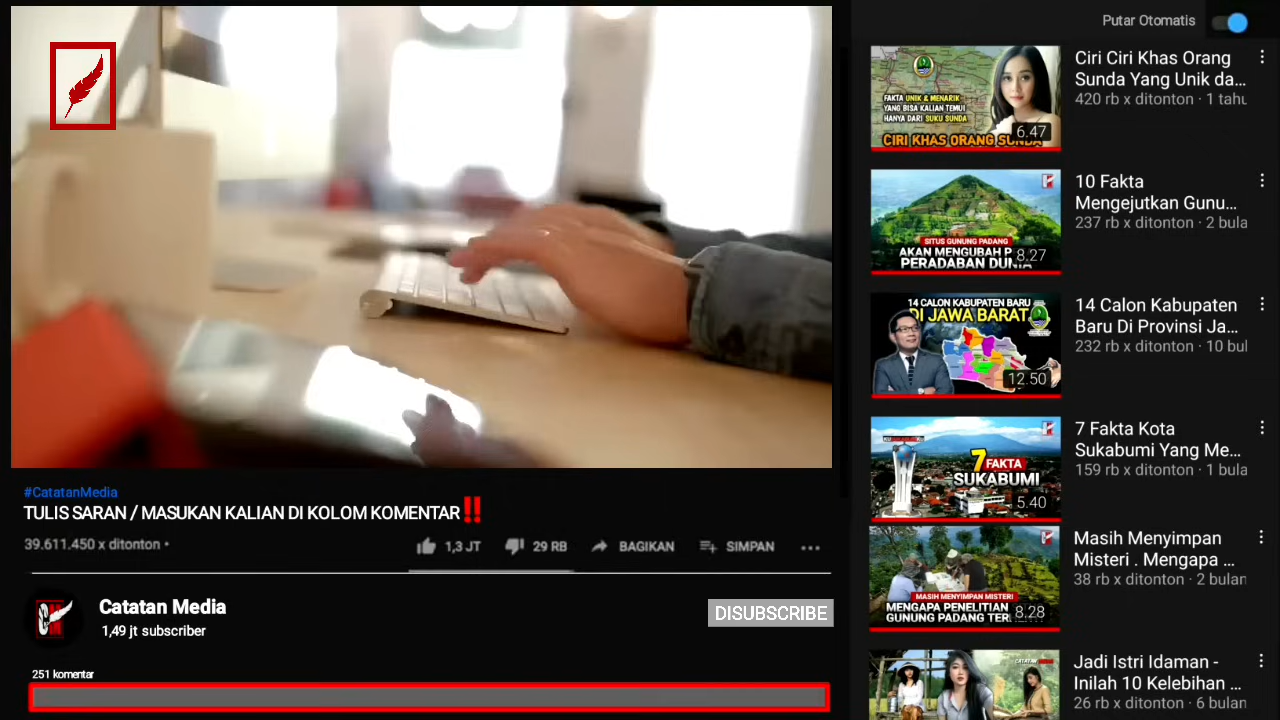 #CatatanMedia
TULIS SARAN / MASUKAN KALIAN DI KOLOM KOMENTAR‼
39.611.450 x ditonton •
1,3 JT
29 RB
BAGIKAN
SIMPAN
Catatan Media
1,49 jt subscriber
DISUBSCRIBE
251 komentar
Putar Otomatis
FAKTA UNIK & MENARIK
YANG BISA KALIAN TEMUI
HANYA DARI SUKU SUNDA
CIRI KHAS ORANG SUNDA
6.47
Ciri Ciri Khas Orang
Sunda Yang Unik da...
420 rb x ditonton · 1 tahu
SITUS GUNUNG PADANG
AKAN MENGUBAH
PERADABAN DUNIA
8.27
10 Fakta
Mengejutkan Gunu...
237 rb x ditonton · 2 bula
14 CALON KABUPATEN BARU
DI JAWA BARAT
12.50
14 Calon Kabupaten
Baru Di Provinsi Ja...
232 rb x ditonton · 10 bul
7 FAKTA
SUKABUMI
5.40
7 Fakta Kota
Sukabumi Yang Me...
159 rb x ditonton · 1 bula
MASIH MENYIMPAN MISTERI
MENGAPA PENELITIAN
GUNUNG PADANG
8.28
Masih Menyimpan
Misteri . Mengapa ...
38 rb x ditonton · 2 bulan
Jadi Istri Idaman -
Inilah 10 Kelebihan ...
26 rb x ditonton · 6 bulan